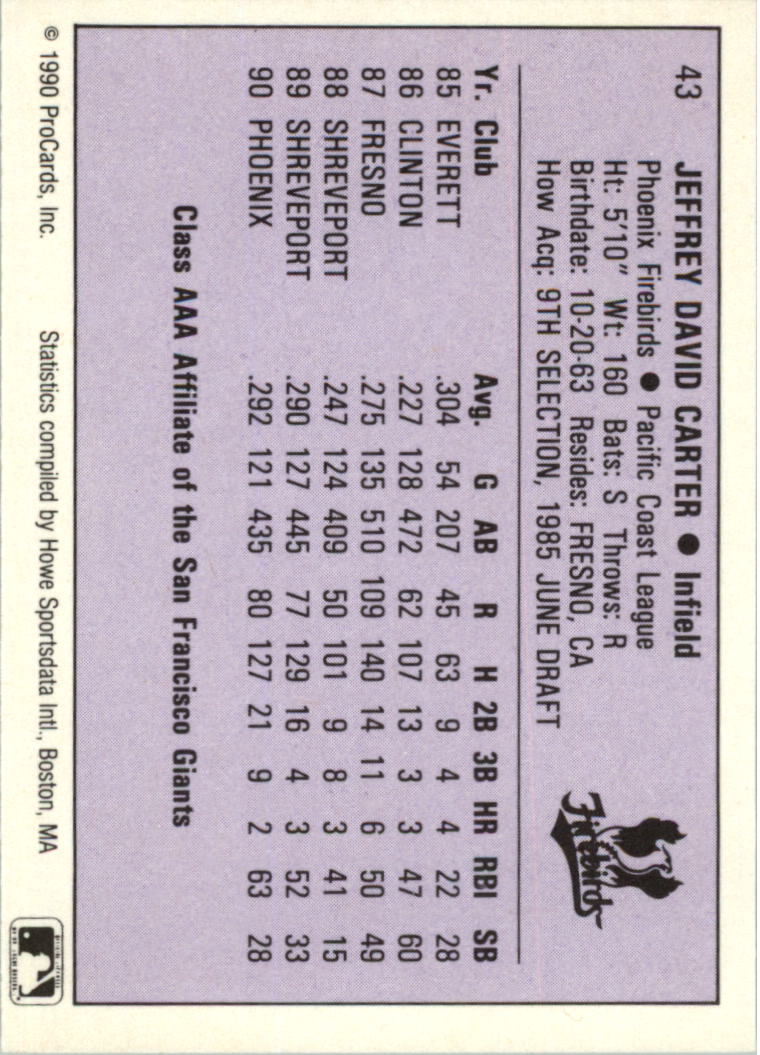 43 JEFFREY DAVID CARTER ● Infield
Phoenix Firebirds ● Pacific Coast League
Ht: 5'10" Wt: 160 Bats: S Throws: R
Birthdate: 10-20-63 Resides: FRESNO, CA
How Acq: 9TH SELECTION, 1985 JUNE DRAFT
Firebirds
Yr. Club Avg. G AB R H 2B 3B HR RBI SB
85 EVERETT .304 54 207 45 63 9 4 4 22 28
86 CLINTON .227 128 472 62 107 13 3 3 47 60
87 FRESNO .275 135 510 109 140 14 11 6 50 49
88 SHREVEPORT .247 124 409 50 101 9 8 3 41 15
89 SHREVEPORT .290 127 445 77 129 16 4 3 52 33
90 PHOENIX .292 121 435 80 127 21 9 2 63 28
Class AAA Affiliate of the San Francisco Giants
© 1990 ProCards, Inc. Statistics compiled by Howe Sportsdata Intl., Boston, MA